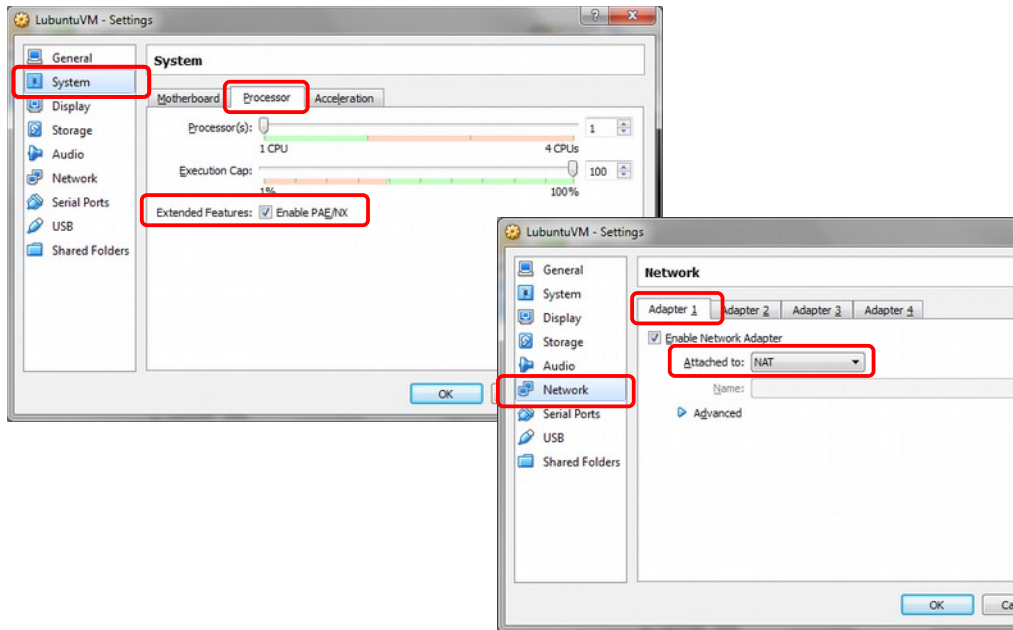 LubuntuVM - Settings
General
System
Display
Storage
Audio
Network
Serial Ports
USB
Shared Folders
System
Motherboard Processor Acceleration
Processor(s): 1
1 CPU 4 CPUs
Execution Cap: 100
1% 100%
Extended Features: Enable PAE/NX
OK
LubuntuVM - Settings
General
System
Display
Storage
Audio
Network
Serial Ports
USB
Shared Folders
Network
Adapter 1 Adapter 2 Adapter 3 Adapter 4
Enable Network Adapter
Attached to: NAT
Name:
Advanced
OK Ca